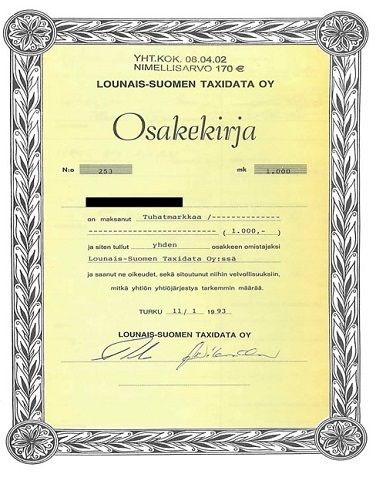 YHT.KOK. 08.04.02
NIMELLISARVO 170 €
LOUNAIS-SUOMEN TAXIDATA OY
Osakekirja
N:o 253 mk 1.000
on maksanut Tuhatmarkkaa /---------------
---------------------- ( 1.000,- )
ja siten tullut yhden osakkeen omistajaksi
Lounais-Suomen Taxidata Oy:ssä
ja saanut ne oikeudet, sekä sitoutunut niihin velvollisuuksiin,
mitkä yhtiön yhtiöjärjestys tarkemmin määrää.
TURKU 11/1 19 93
LOUNAIS-SUOMEN TAXIDATA OY